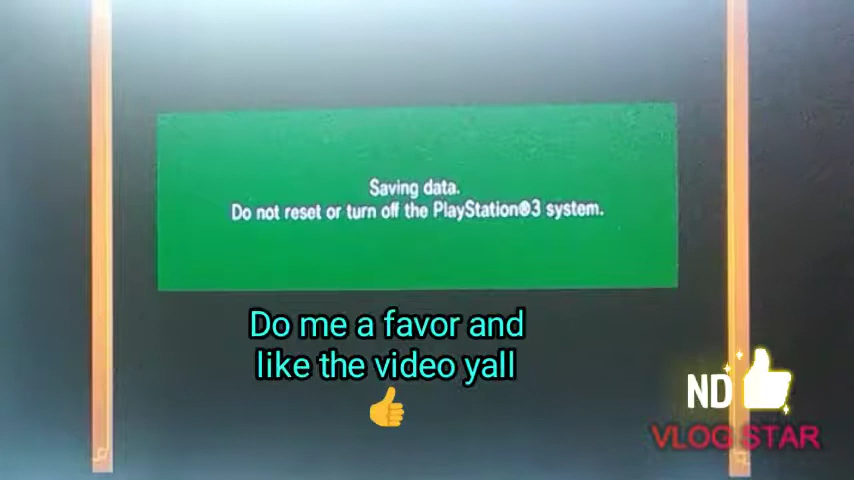 Saving data.
Do not reset or turn off the PlayStation®3 system.
Do me a favor and
like the video yall
ND
VLOG STAR